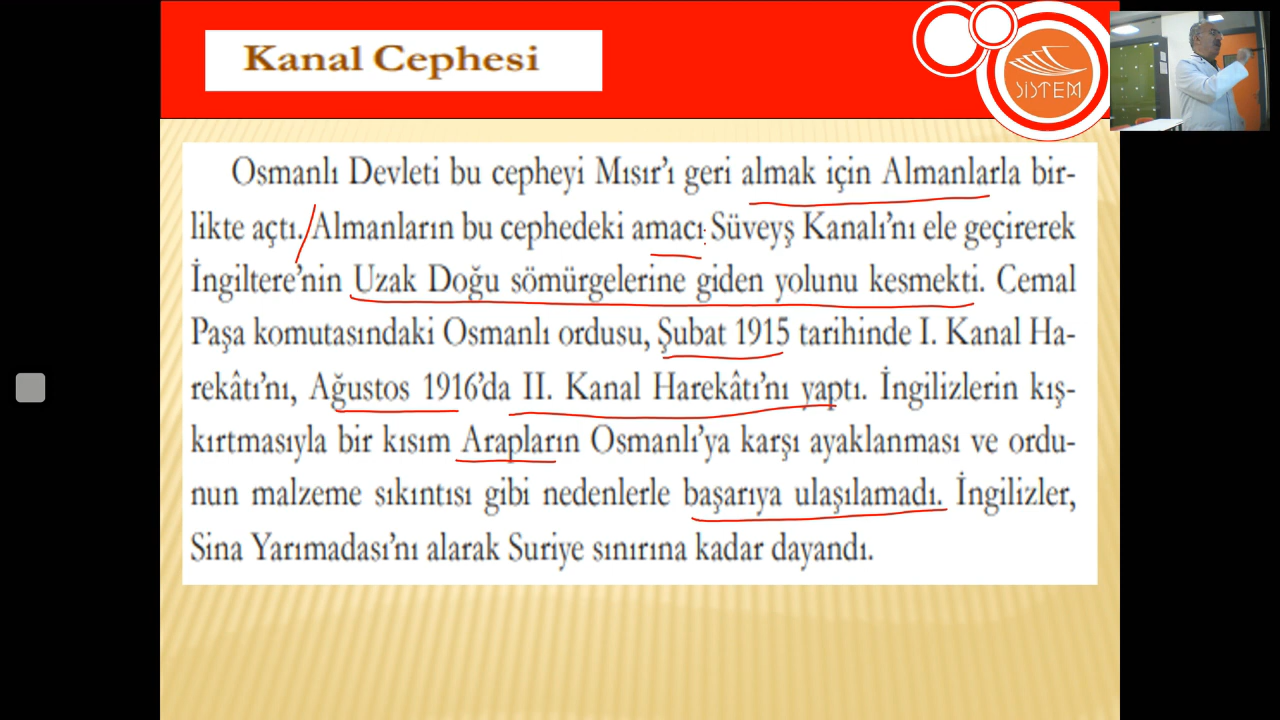 Kanal Cephesi
SİSTEM
Osmanlı Devleti bu cepheyi Mısır'ı geri almak için Almanlarla bir-
likte açtı. Almanların bu cephedeki amacı Süveyş Kanalı'nı ele geçirerek
İngiltere'nin Uzak Doğu sömürgelerine giden yolunu kesmekti. Cemal
Paşa komutasındaki Osmanlı ordusu, Şubat 1915 tarihinde I. Kanal Ha-
rekâtı'nı, Ağustos 1916'da II. Kanal Harekâtı'nı yaptı. İngilizlerin kış-
kırtmasıyla bir kısım Arapların Osmanlı'ya karşı ayaklanması ve ordu-
nun malzeme sıkıntısı gibi nedenlerle başarıya ulaşılamadı. İngilizler,
Sina Yarımadası'nı alarak Suriye sınırına kadar dayandı.